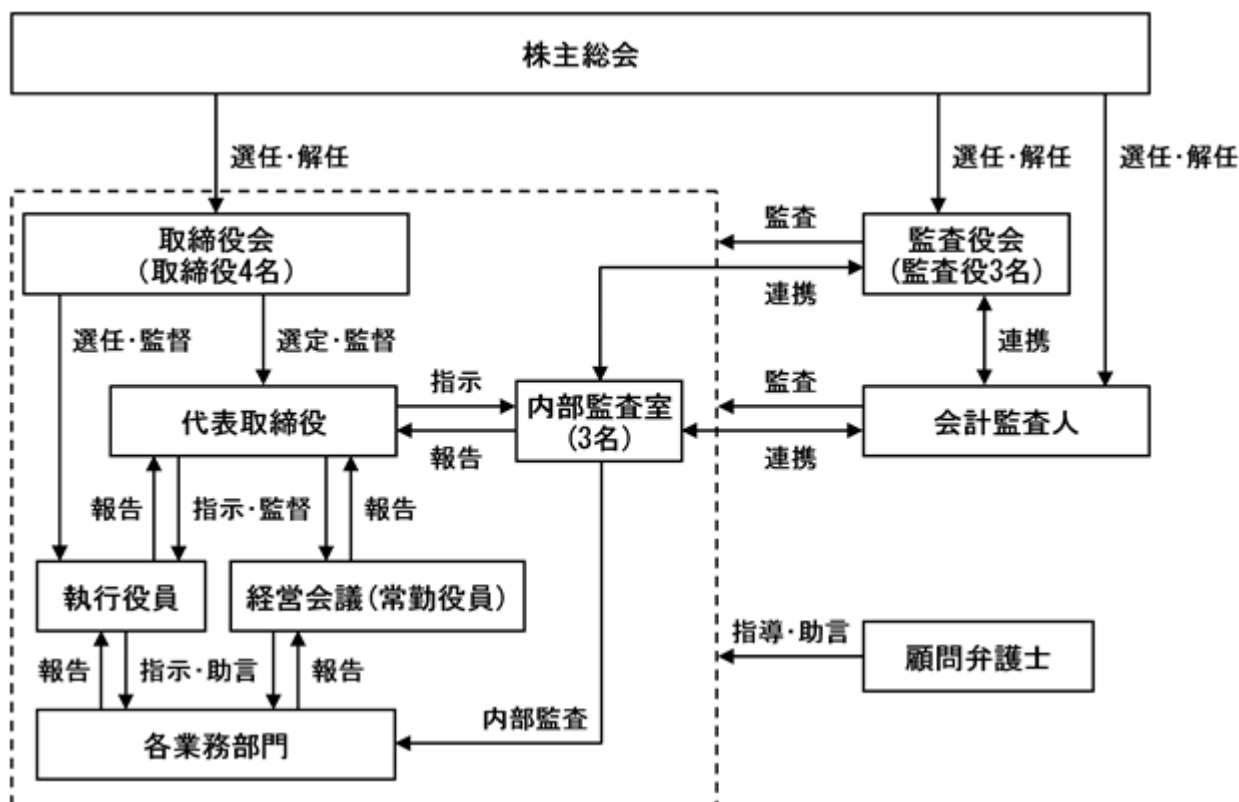 株主総会
選任・解任
選任・解任
選任・解任
取締役会
(取締役4名)
監査
監査役会
(監査役3名)
連携
選任・監督
選定・監督
連携
代表取締役
指示
報告
内部監査室
(3名)
監査
連携
会計監査人
報告
指示・監督
報告
執行役員
経営会議(常勤役員)
指導・助言
顧問弁護士
報告
指示・助言
報告
各業務部門
内部監査